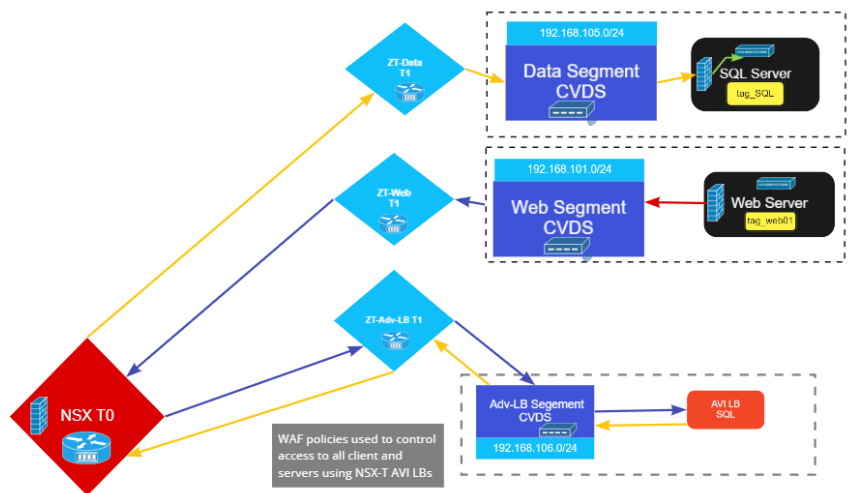 192.168.105.0/24
ZT-Data
T1
Data Segment
CVDS
SQL Server
tag_SQL
192.168.101.0/24
ZT-Web
T1
Web Segment
CVDS
Web Server
tag_web01
ZT-Adv-LB T1
NSX T0
Adv-LB Segement
CVDS
192.168.106.0/24
AVI LB
SQL
WAF policies used to control
access to all client and
servers using NSX-T AVI LBs